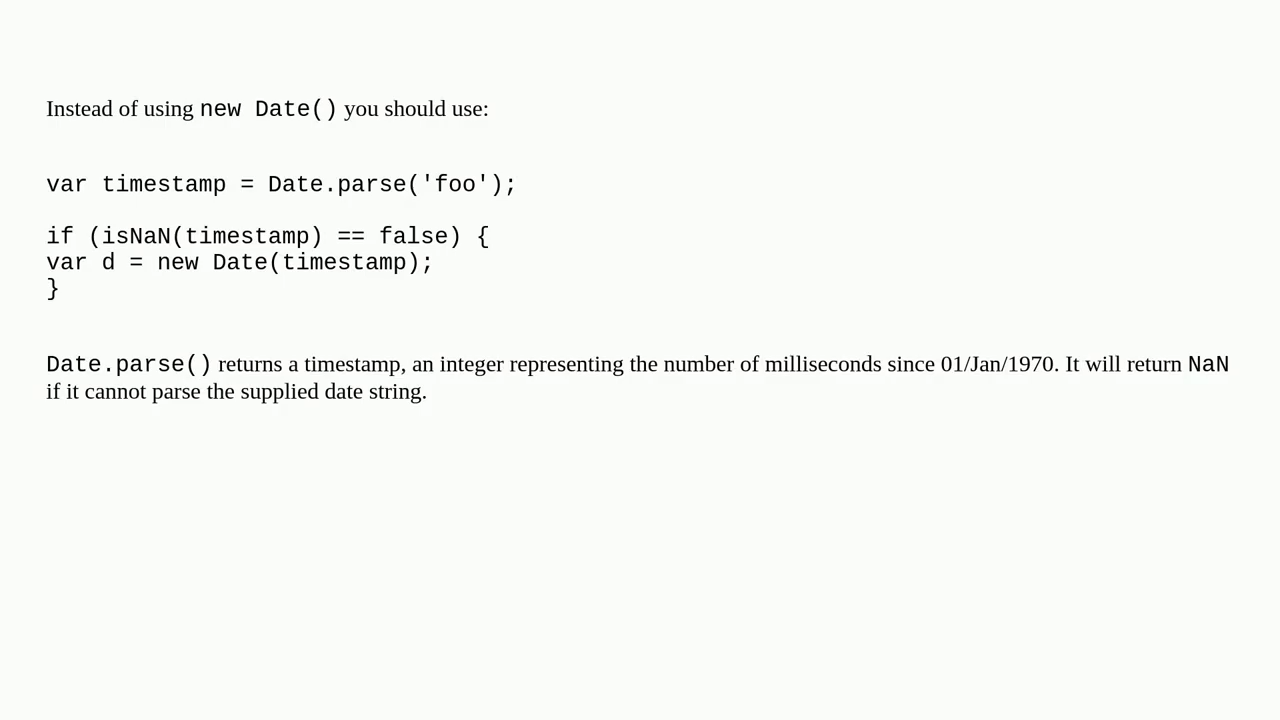 Instead of using new Date() you should use:
var timestamp = Date.parse('foo');
if (isNaN(timestamp) == false) {
var d = new Date(timestamp);
}
Date.parse() returns a timestamp, an integer representing the number of milliseconds since 01/Jan/1970. It will return NaN
if it cannot parse the supplied date string.